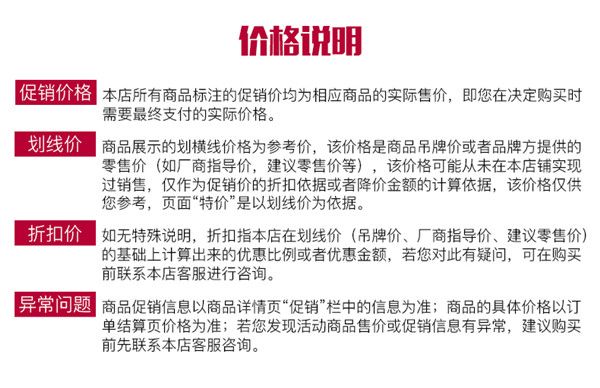 价格说明
促销价格
本店所有商品标注的促销价均为相应商品的实际售价，即您在决定购买时
需要最终支付的实际价格。
划线价
商品展示的划横线价格为参考价，该价格是商品吊牌价或者品牌方提供的
零售价（如厂商指导价，建议零售价等），该价格可能从未在本店铺实现
过销售，仅作为促销价的折扣依据或者降价金额的计算依据，该价格仅供
您参考，页面“特价”是以划线价为依据。
折扣价
如无特殊说明，折扣指本店在划线价（吊牌价、厂商指导价、建议零售价）
的基础上计算出来的优惠比例或者优惠金额，若您对此有疑问，可在购买
前联系本店客服进行咨询。
异常问题
商品促销信息以商品详情页“促销”栏中的信息为准；商品的具体价格以订
单结算页价格为准；若您发现活动商品售价或促销信息有异常，建议购买
前先联系本店客服咨询。